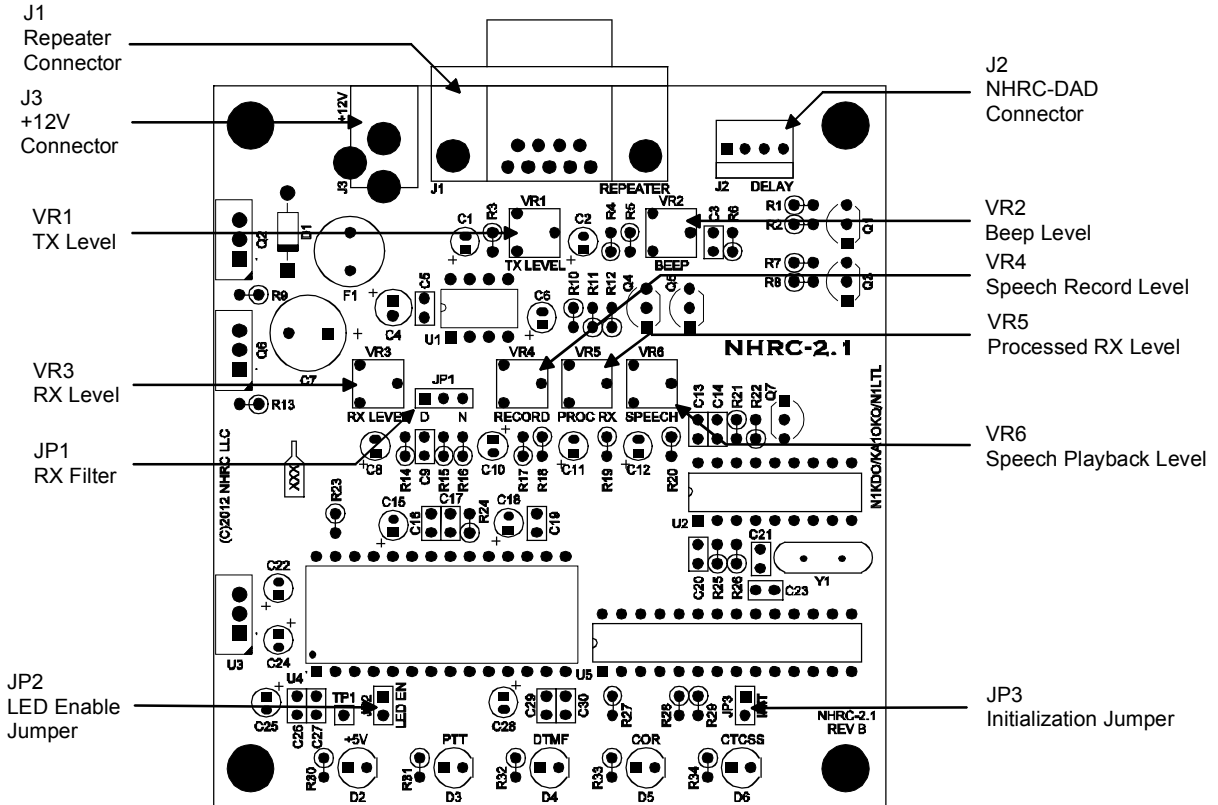 J1
Repeater
Connector
J3
+12V
Connector
VR1
TX Level
VR3
RX Level
JP1
RX Filter
JP2
LED Enable
Jumper
J2
NHRC-DAD
Connector
VR2
Beep Level
VR4
Speech Record Level
VR5
Processed RX Level
VR6
Speech Playback Level
JP3
Initialization Jumper
+12V
J3
J1
REPEATER
J2 DELAY
VR1
VR2
C1
R3
C2
R4
R5
C3
R6
R1
R2
Q1
Q2
D1
F1
TX LEVEL
BEEP
R7
R8
R9
C4
C5
U1
C6
R10
R11
R12
Q4
Q6
C7
NHRC-2.1
VR3
JP1
VR4
VR5
VR6
RX LEVEL
D N
RECORD
PROC RX
SPEECH
C13
C14
R21
R22
Q7
R13
C8
R14
C9
R15
R16
C10
R17
R18
C11
R19
C12
R20
(C)2012 NHRC LLC
XXX
R23
C15
C16
C17
R24
C18
C19
U2
N1KDO/KA1OKQ/N1LTL
C20
R25
R26
C21
Y1
C23
C22
C24
U3
U4
U5
C25
C26
C27
TP1
LED EN
C28
C29
C30
R27
R28
R29
JP3
INIT
NHRC-2.1
REV B
+5V
PTT
DTMF
COR
CTCSS
R30
D2
R31
D3
R32
D4
R33
D5
R34
D6